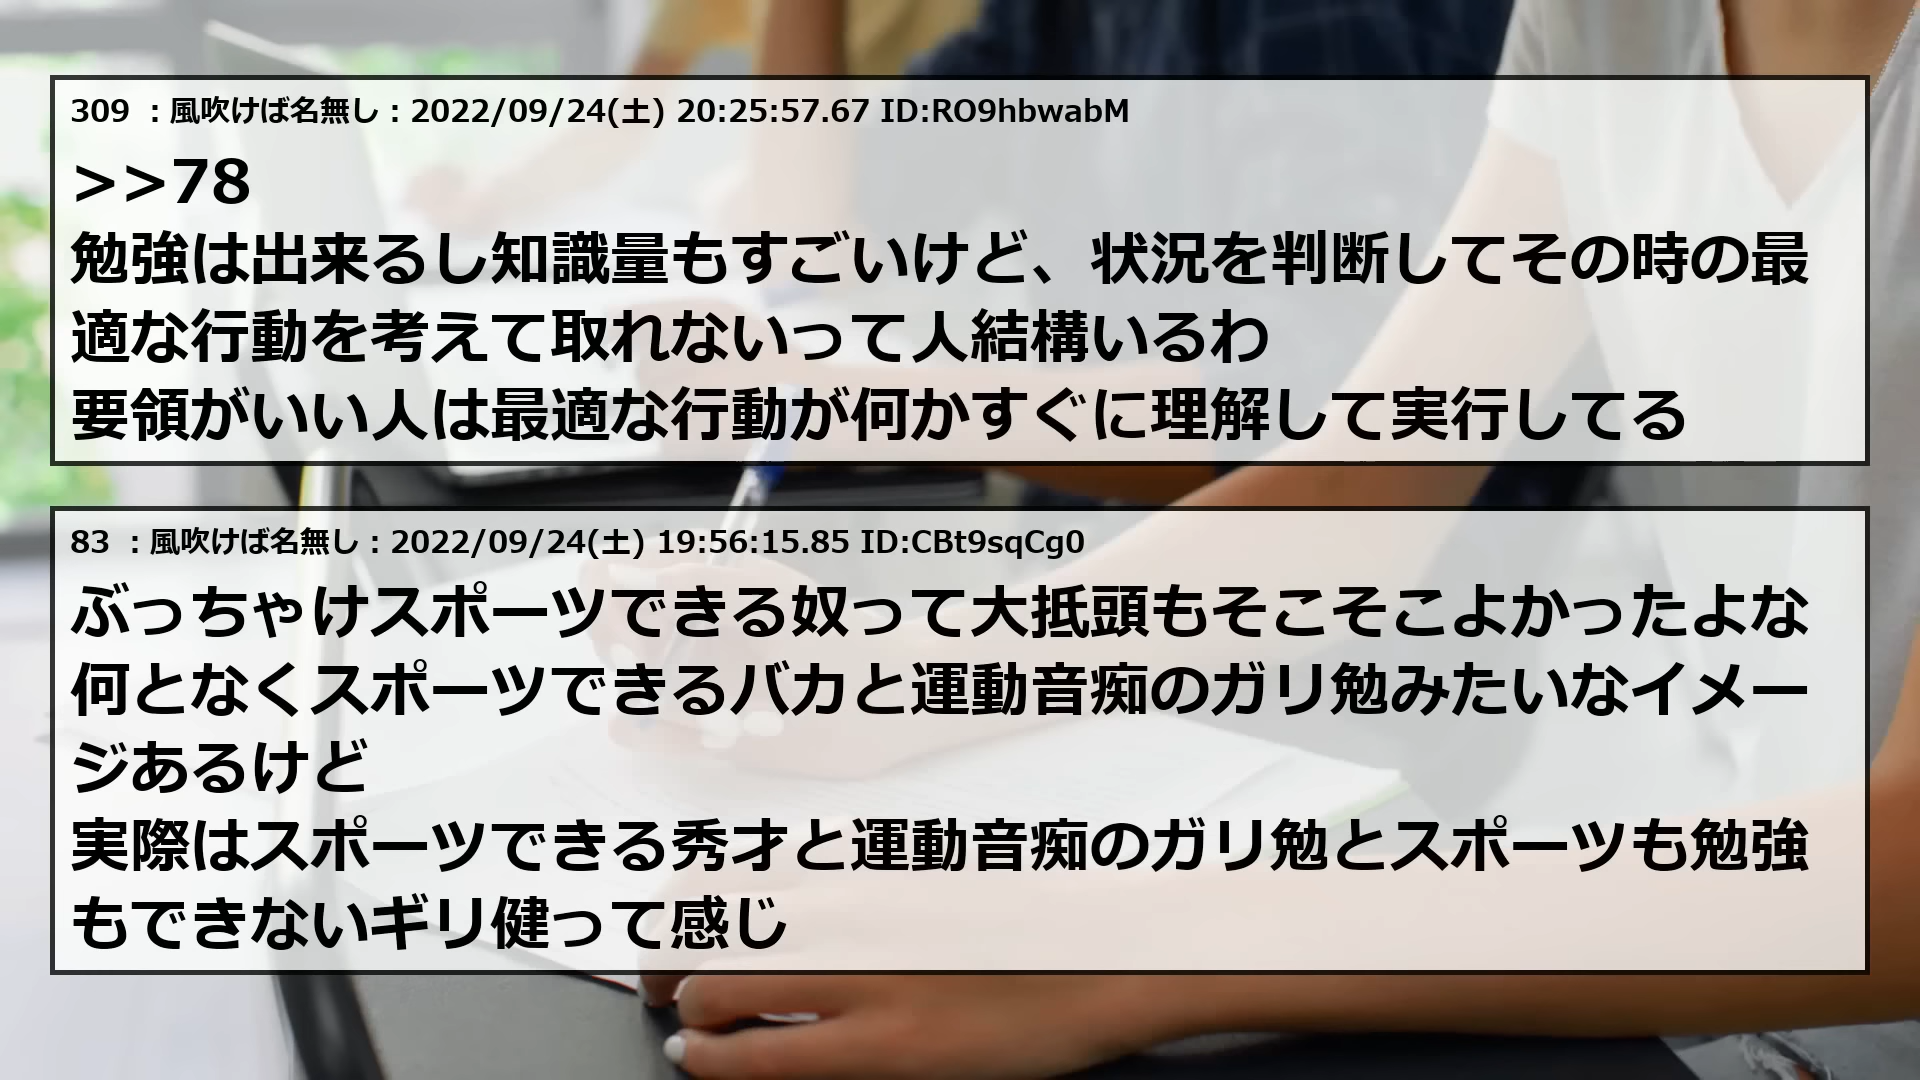 309 ：風吹けば名無し：2022/09/24(土) 20:25:57.67 ID:RO9hbwabM
>>78
勉強は出来るし知識量もすごいけど、状況を判断してその時の最
適な行動を考えて取れないって人結構いるわ
要領がいい人は最適な行動が何かすぐに理解して実行してる
83 ：風吹けば名無し：2022/09/24(土) 19:56:15.85 ID:CBt9sqCg0
ぶっちゃけスポーツできる奴って大抵頭もそこそこよかったよな
何となくスポーツできるバカと運動音痴のガリ勉みたいなイメー
ジあるけど
実際はスポーツできる秀才と運動音痴のガリ勉とスポーツも勉強
もできないギリ健って感じ